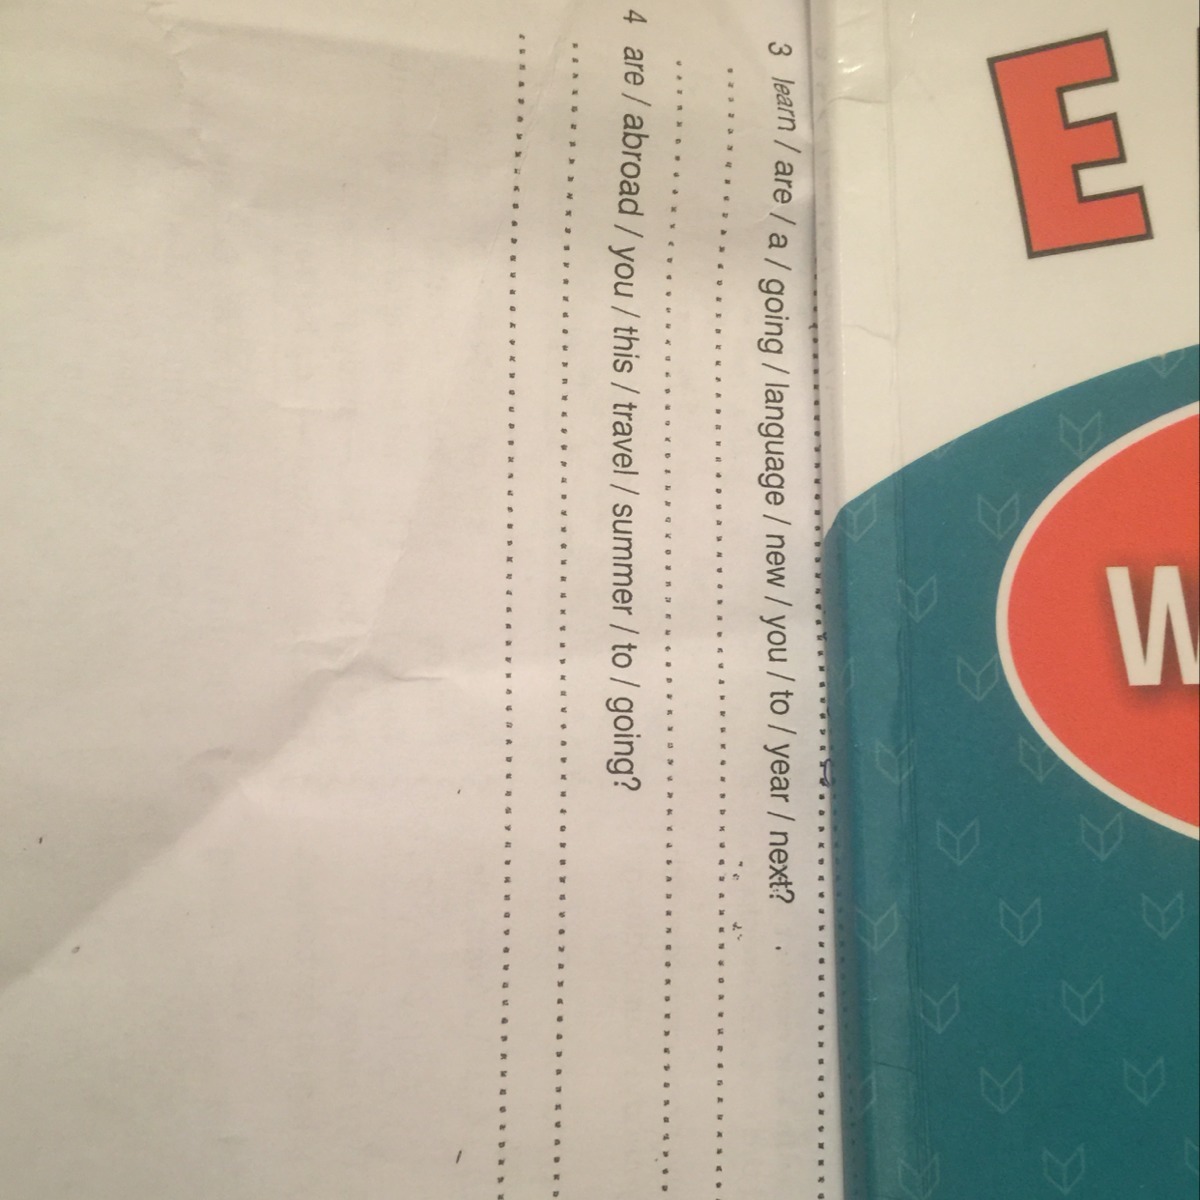 E
W
3 learn / are / a / going / language / new / you / to / year / next?
4 are / abroad / you / this / travel / summer / to / going?